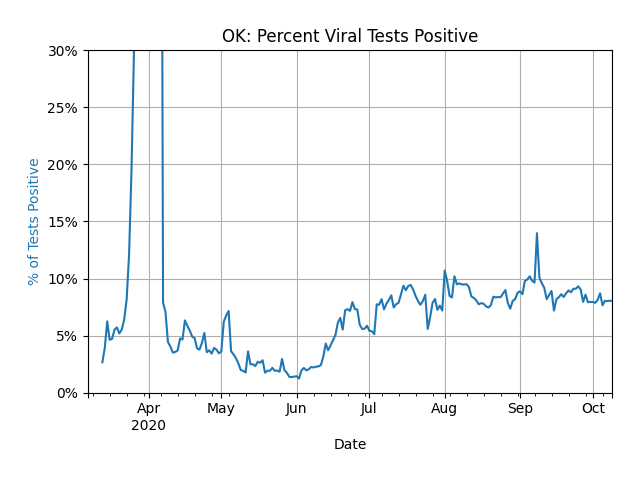 OK: Percent Viral Tests Positive
% of Tests Positive
30%
25%
20%
15%
10%
5%
0%
Apr
2020
May
Jun
Jul
Aug
Sep
Oct
Date